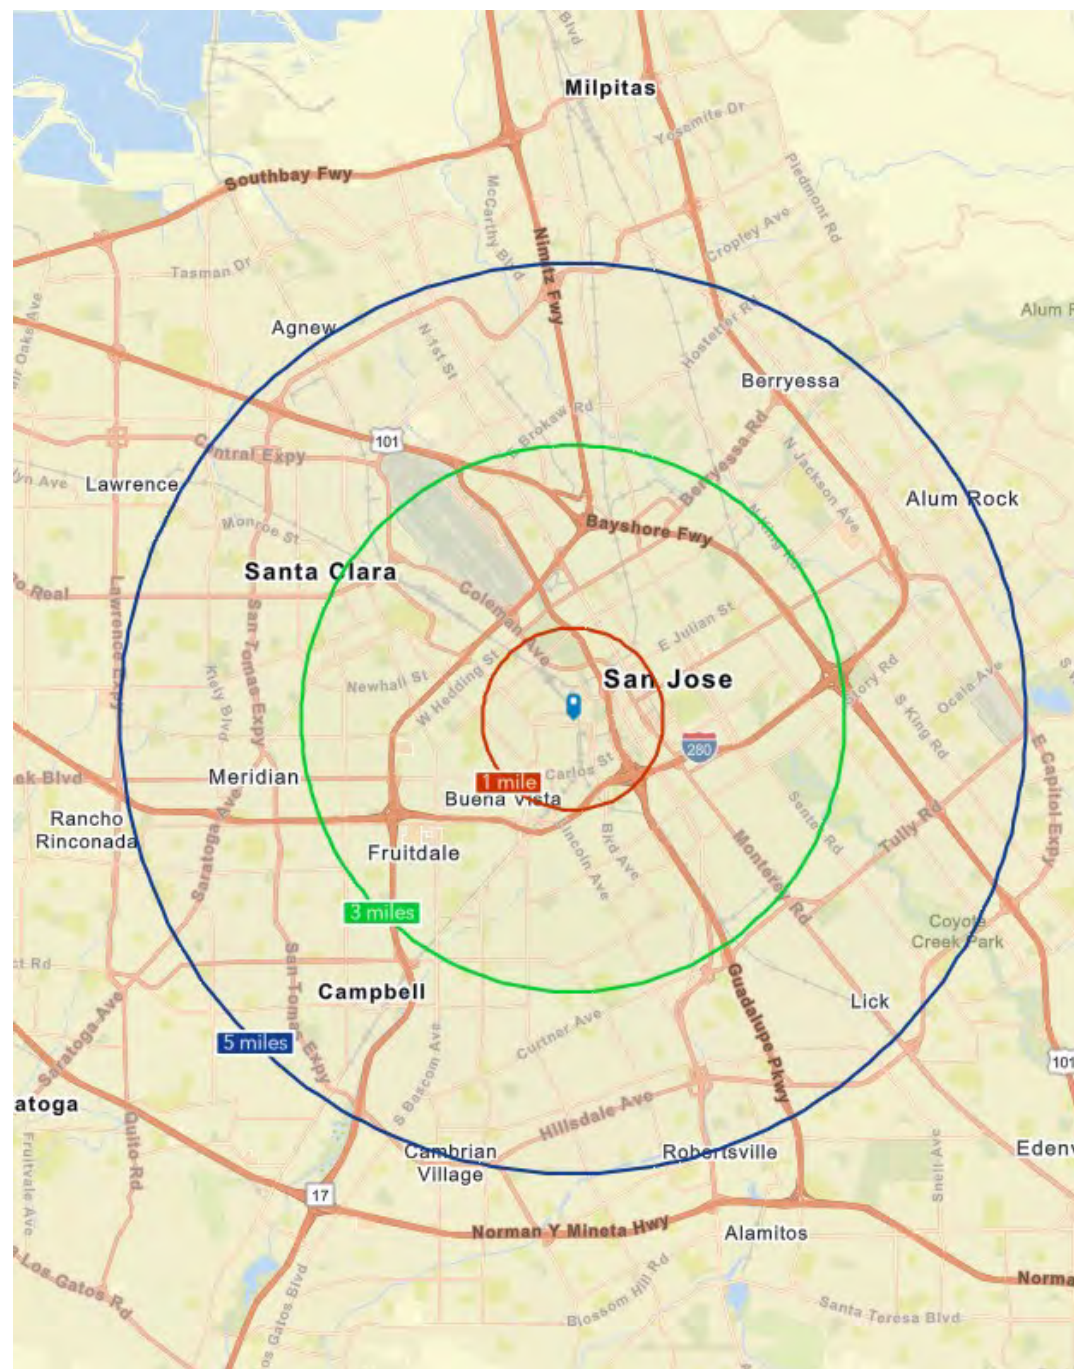 Blvd
Milpitas
Yosemite Dr
Southbay Fwy
McCarthy Blvd
Piedmont Rd
Cropley Ave
Nimitz Fwy
Tasman Dr
Oaks Ave
Alum
Agnew
N 1st St
Hostetter Rd
Berryessa
Brokaw Rd
101
Central Expy
Berryessa Rd
N Jackson Ave
Lawrence
Ave
Alum Rock
Monroe St
Bayshore Fwy
N King Rd
Santa Clara
Real
Lawrence Expy
San Tomas Expy
Coleman Ave
E Julian St
Newhall St
W Hedding St
San Jose
Kiely Blvd
Ocala Ave
S King Rd
280
Meridian
Blvd
1 mile
Carlos St
Buena Vista
E Capitol Expy
Rancho
Rinconada
Saratoga Ave
Fruitdale
Lincoln Ave
Bird Ave
Monterey Rd
Senter Rd
Tully Rd
3 miles
Coyote
Creek Park
ct Rd
San Tomas Expy
Campbell
Guadalupe Pkwy
Lick
Saratoga Ave
5 miles
Curtner Ave
S Bascom Ave
101
atoga
Quito Rd
Hillsdale Ave
Fruitvale Ave
Cambrian
Village
Robertsville
Snell Ave
Eden
17
Norman Y Mineta Hwy
Alamitos
Norma
Los Gatos Rd
os Gatos Blvd
Blossom Hill Rd
Santa Teresa Blvd